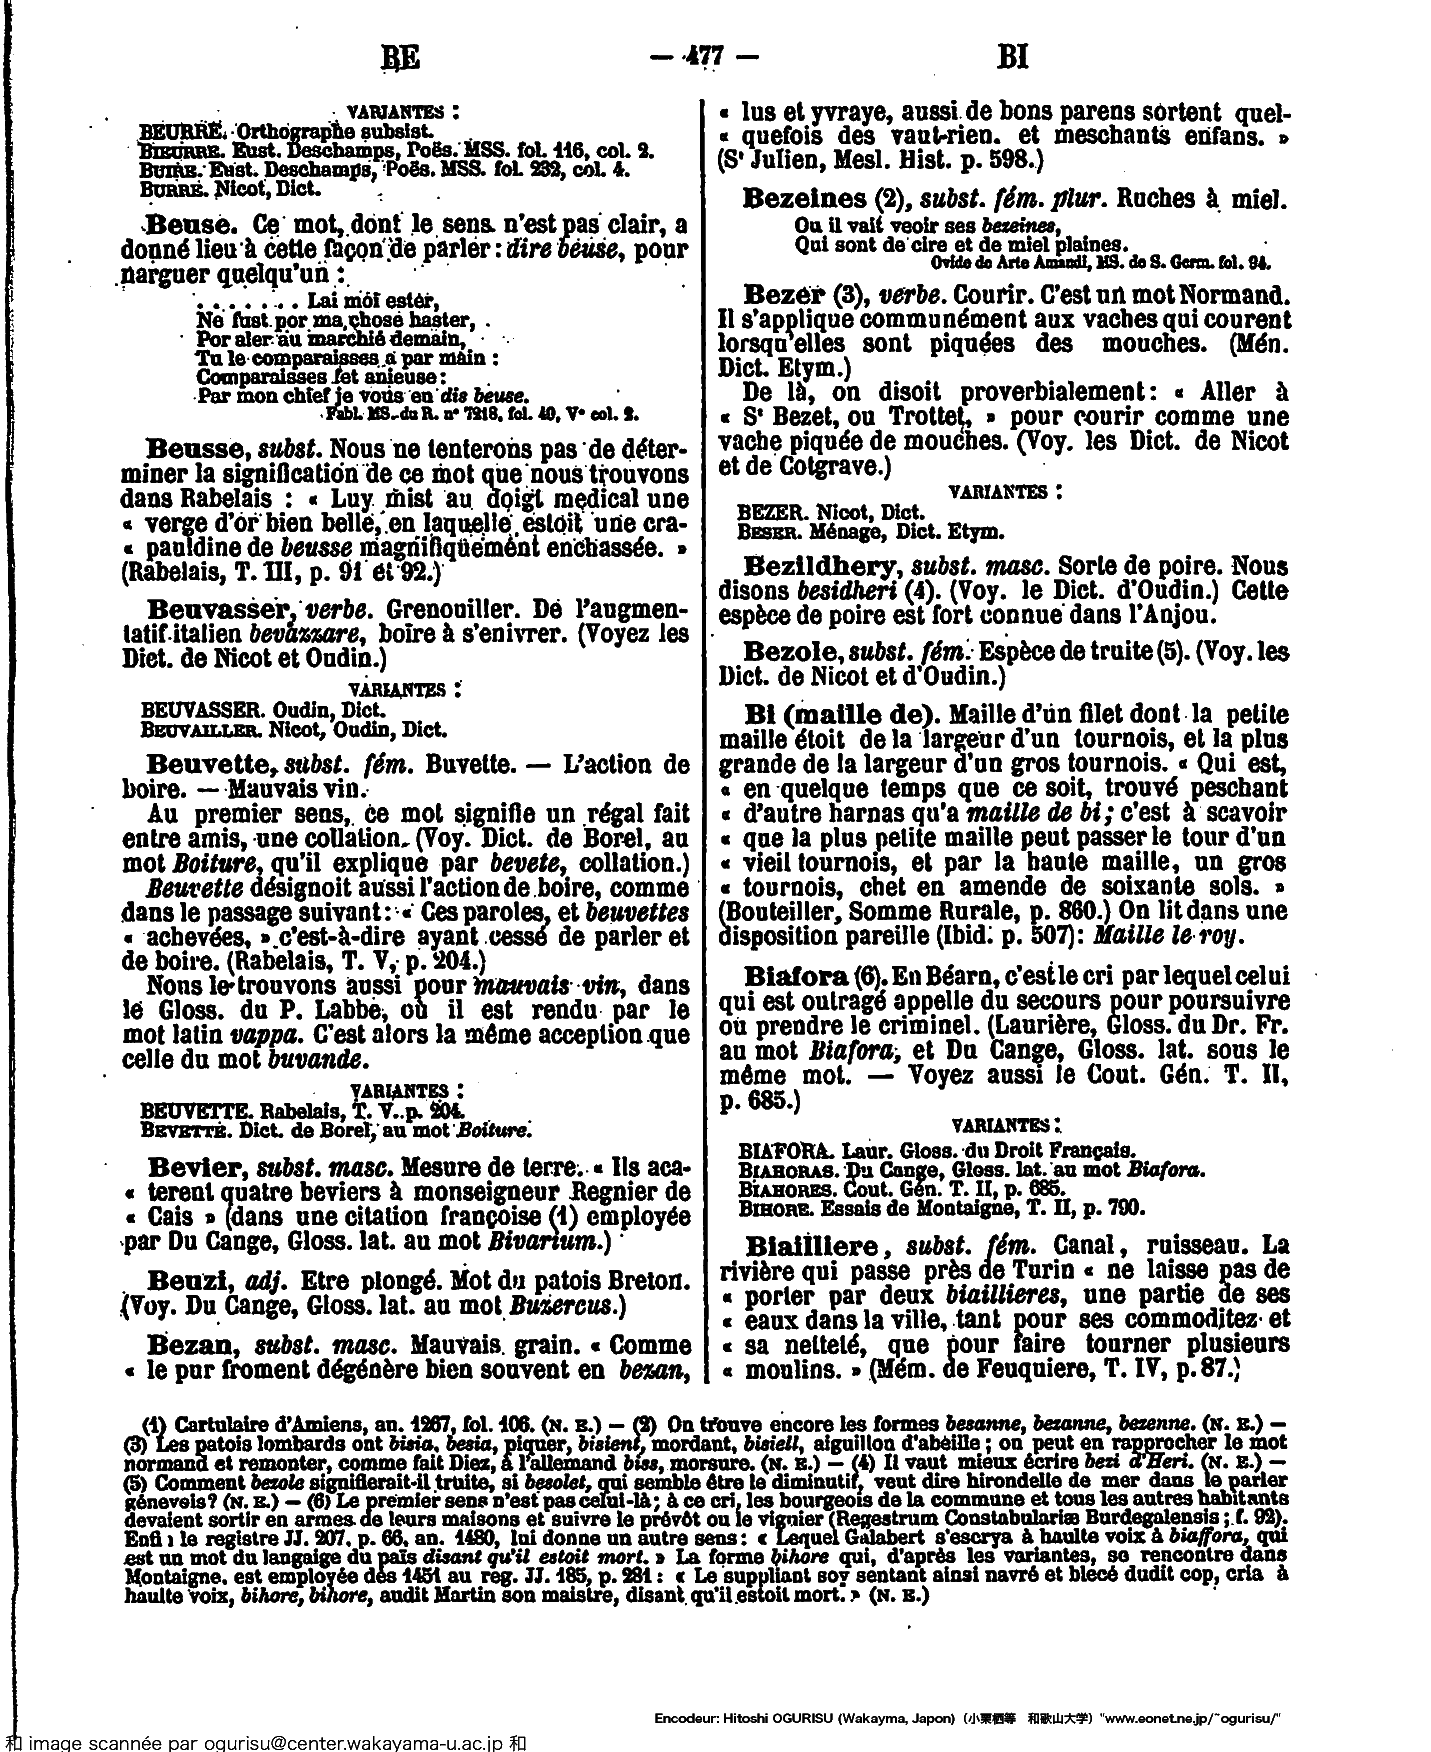 BE
— 477 —
BI
VARIANTES :
BEURRE. Orthographe subsist.
BIEURRE. Eust. Deschamps, Poës. MSS. fol. 116, col. 2.
BUIRE. Eust. Deschamps, Poës. MSS. fol. 232, col. 4.
BURRE. Nicot, Dict.
Beuse. Ce mot, dont le sens n'est pas clair, a
donné lieu à cette façon de parler : dire beuse, pour
narguer quelqu'un :
. . . . . . . Lai moi ester,
Ne fust por ma chose haster,
Por aler au marchié demain,
Tu le comparaisses a par main :
Comparaisses fet anieuse :
Par mon chief je vous en dis beuse.
Fabl. MS. du R. n° 7218, fol. 40, V° col. 2.
Beusse, subst. Nous ne tenterons pas de déter-
miner la signification de ce mot que nous trouvons
dans Rabelais : « Luy mist au doigt medical une
« verge d'or bien belle, en laquelle estoit une cra-
« pauldine de beusse magnifiquement enchassée. »
(Rabelais, T. III, p. 91 et 92.)
Beuvasser, verbe. Grenouiller. De l'augmen-
tatif italien bevazzare, boire à s'enivrer. (Voyez les
Dict. de Nicot et Oudin.)
VARIANTES :
BEUVASSER. Oudin, Dict.
BEUVAILLER. Nicot, Oudin, Dict.
Beuvette, subst. fém. Buvette. — L'action de
boire. — Mauvais vin.
Au premier sens, ce mot signifie un régal fait
entre amis, une collation. (Voy. Dict. de Borel, au
mot Boiture, qu'il explique par bevete, collation.)
Beuvette désignoit aussi l'action de boire, comme
dans le passage suivant : « Ces paroles, et beuvettes
« achevées, » c'est-à-dire ayant cessé de parler et
de boire. (Rabelais, T. V, p. 204.)
Nous le trouvons aussi pour mauvais vin, dans
le Gloss. du P. Labbe, où il est rendu par le
mot latin vappa. C'est alors la même acception que
celle du mot buvande.
VARIANTES :
BEUVETTE. Rabelais, T. V. p. 204.
BEVETTE. Dict. de Borel, au mot Boiture.
Bevier, subst. masc. Mesure de terre. « Ils aca-
« terent quatre beviers à monseigneur Regnier de
« Cais » (dans une citation françoise (1) employée
par Du Cange, Gloss. lat. au mot Bivarium.)
Beuzi, adj. Etre plongé. Mot du patois Breton.
(Voy. Du Cange, Gloss. lat. au mot Buzercus.)
Bezan, subst. masc. Mauvais grain. « Comme
« le pur froment dégénère bien souvent en bezan,
« lus et yvraye, aussi de bons parens sortent quel-
« quefois des vaut-rien. et meschants enfans. »
(St Julien, Mesl. Hist. p. 598.)
Bezeines (2), subst. fém. plur. Ruches à miel.
Ou il vait veoir ses bezeines,
Qui sont de cire et de miel plaines.
Ovide de Arte Amandi, MS. de S. Germ. fol. 94.
Bezer (3), verbe. Courir. C'est un mot Normand.
Il s'applique communément aux vaches qui courent
lorsqu'elles sont piquées des mouches. (Mén.
Dict. Etym.)
De là, on disoit proverbialement : « Aller à
« St Bezet, ou Trottet, » pour courir comme une
vache piquée de mouches. (Voy. les Dict. de Nicot
et de Cotgrave.)
VARIANTES :
BEZER. Nicot, Dict.
BESER. Ménage, Dict. Etym.
Bezildhery, subst. masc. Sorte de poire. Nous
disons besidheri (4). (Voy. le Dict. d'Oudin.) Cette
espèce de poire est fort connue dans l'Anjou.
Bezole, subst. fém. Espèce de truite (5). (Voy. les
Dict. de Nicot et d'Oudin.)
Bi (maille de). Maille d'un filet dont la petite
maille étoit de la largeur d'un tournois, et la plus
grande de la largeur d'un gros tournois. « Qui est,
« en quelque temps que ce soit, trouvé peschant
« d'autre harnas qu'a maille de bi ; c'est à scavoir
« que la plus petite maille peut passer le tour d'un
« vieil tournois, et par la haute maille, un gros
« tournois, chet en amende de soixante sols. »
(Bouteiller, Somme Rurale, p. 860.) On lit dans une
disposition pareille (Ibid. p. 507) : Maille le roy.
Biafora (6). En Béarn, c'est le cri par lequel celui
qui est outragé appelle du secours pour poursuivre
ou prendre le criminel. (Laurière, Gloss. du Dr. Fr.
au mot Biafora, et Du Cange, Gloss. lat. sous le
même mot. — Voyez aussi le Cout. Gén. T. II,
p. 685.)
VARIANTES :
BIAFORA. Laur. Gloss. du Droit Français.
BIAHORAS. Du Cange, Gloss. lat. au mot Biafora.
BIAHORES. Cout. Gén. T. II, p. 685.
BIHORE. Essais de Montaigne, T. II, p. 790.
Biailliere, subst. fém. Canal, ruisseau. La
rivière qui passe près de Turin « ne laisse pas de
« porter par deux biaillieres, une partie de ses
« eaux dans la ville, tant pour ses commoditez et
« sa netteté, que pour faire tourner plusieurs
« moulins. » (Mém. de Feuquiere, T. IV, p. 87.)
(1) Cartulaire d'Amiens, an. 1267, fol. 106. (N. E.) — (2) On trouve encore les formes besanne, bezanne, bezenne. (N. E.) —
(3) Les patois lombards ont bisia, besia, piquer, bisient, mordant, bisiell, aiguillon d'abeille ; on peut en rapprocher le mot
normand et remonter, comme fait Diez, à l'allemand biss, morsure. (N. E.) — (4) Il vaut mieux écrire bezi d'Heri. (N. E.) —
(5) Comment bezole signifierait-il truite, si besolet, qui semble être le diminutif, veut dire hirondelle de mer dans le parler
génevois ? (N. E.) — (6) Le premier sens n'est pas celui-là ; à ce cri, les bourgeois de la commune et tous les autres habitants
devaient sortir en armes de leurs maisons et suivre le prévôt ou le viguier (Regestrum Constabulariæ Burdegalensis ; f. 92).
Enfi le registre JJ. 207, p. 66, an. 1480, lui donne un autre sens : « Lequel Galabert s'escrya à haulte voix à biaffora, qui
est un mot du langaige du païs disant qu'il estoit mort. » La forme bihore qui, d'après les variantes, se rencontre dans
Montaigne, est employée dès 1451 au reg. JJ. 185, p. 281 : « Le suppliant soy sentant ainsi navré et blecé dudit cop, cria à
haulte voix, bihore, bihore, audit Martin son maistre, disant qu'il estoit mort. » (N. E.)
Encodeur: Hitoshi OGURISU (Wakayma, Japon) (小栗栖等 和歌山大学) "www.eonet.ne.jp/~ogurisu/"
和 image scannée par ogurisu@center.wakayama-u.ac.jp 和